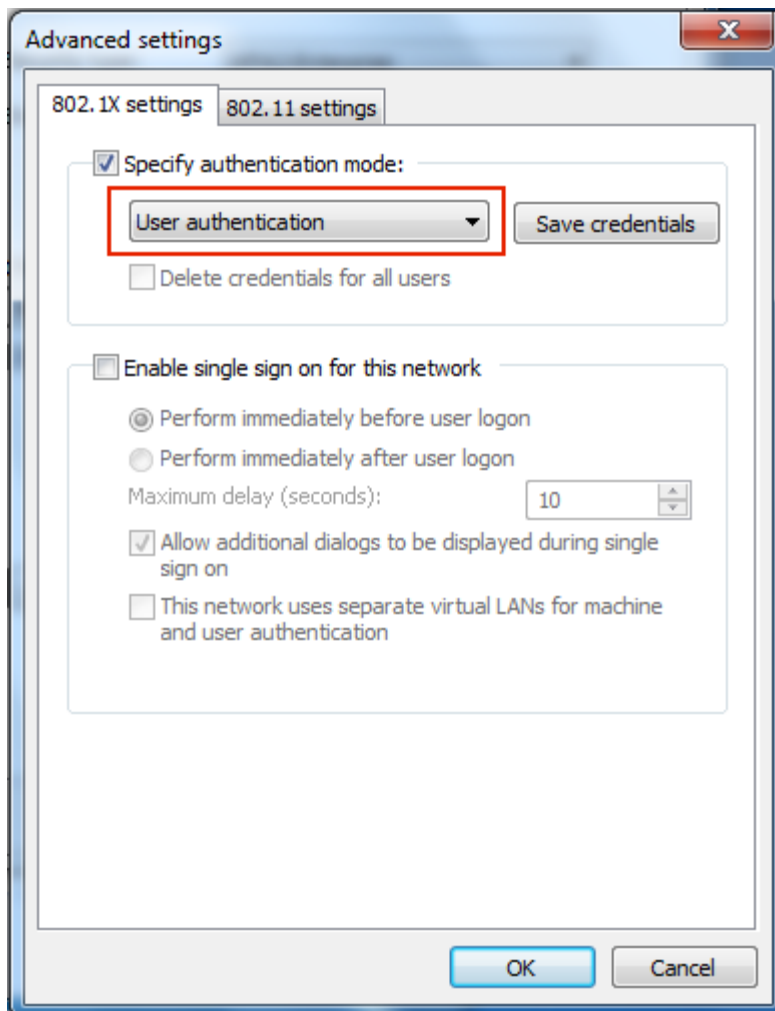 Advanced settings
802.1X settings
802.11 settings
Specify authentication mode:
User authentication
Save credentials
Delete credentials for all users
Enable single sign on for this network
Perform immediately before user logon
Perform immediately after user logon
Maximum delay (seconds):
10
Allow additional dialogs to be displayed during single
sign on
This network uses separate virtual LANs for machine
and user authentication
OK
Cancel